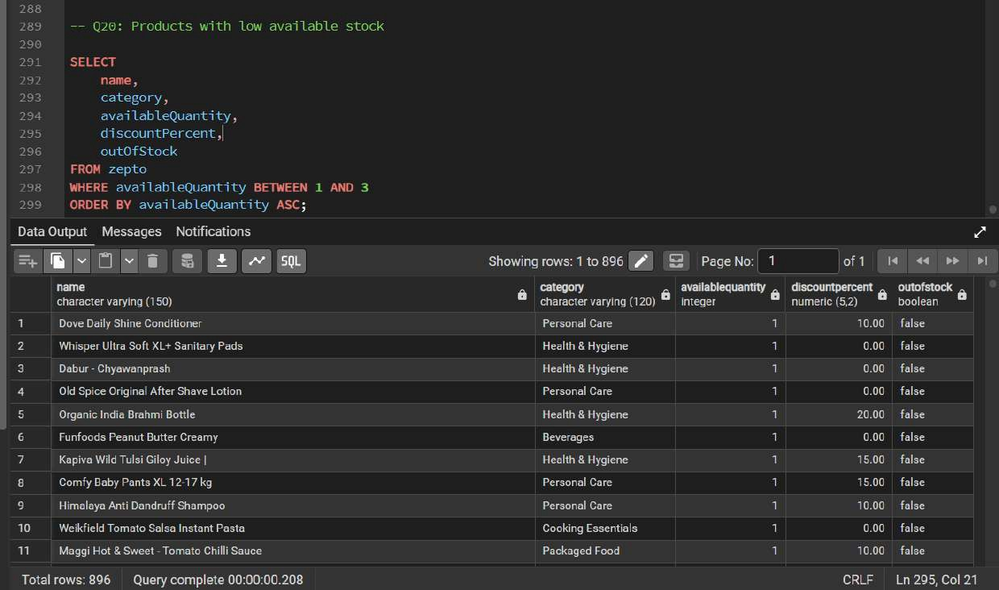 288
289 -- Q20: Products with low available stock
290
291 SELECT
292 name,
293 category,
294 availableQuantity,
295 discountPercent,
296 outOfStock
297 FROM zepto
298 WHERE availableQuantity BETWEEN 1 AND 3
299 ORDER BY availableQuantity ASC;
Data Output Messages Notifications
SQL Showing rows: 1 to 896 Page No: 1 of 1
name category availablequantity discountpercent outofstock
character varying (150) character varying (120) integer numeric (5,2) boolean
1 Dove Daily Shine Conditioner Personal Care 1 10.00 false
2 Whisper Ultra Soft XL+ Sanitary Pads Health & Hygiene 1 0.00 false
3 Dabur - Chyawanprash Health & Hygiene 1 0.00 false
4 Old Spice Original After Shave Lotion Personal Care 1 0.00 false
5 Organic India Brahmi Bottle Health & Hygiene 1 20.00 false
6 Funfoods Peanut Butter Creamy Beverages 1 0.00 false
7 Kapiva Wild Tulsi Giloy Juice | Health & Hygiene 1 15.00 false
8 Comfy Baby Pants XL 12-17 kg Personal Care 1 15.00 false
9 Himalaya Anti Dandruff Shampoo Personal Care 1 10.00 false
10 Weikfield Tomato Salsa Instant Pasta Cooking Essentials 1 0.00 false
11 Maggi Hot & Sweet - Tomato Chilli Sauce Packaged Food 1 10.00 false
Total rows: 896 Query complete 00:00:00.208 CRLF Ln 295, Col 21